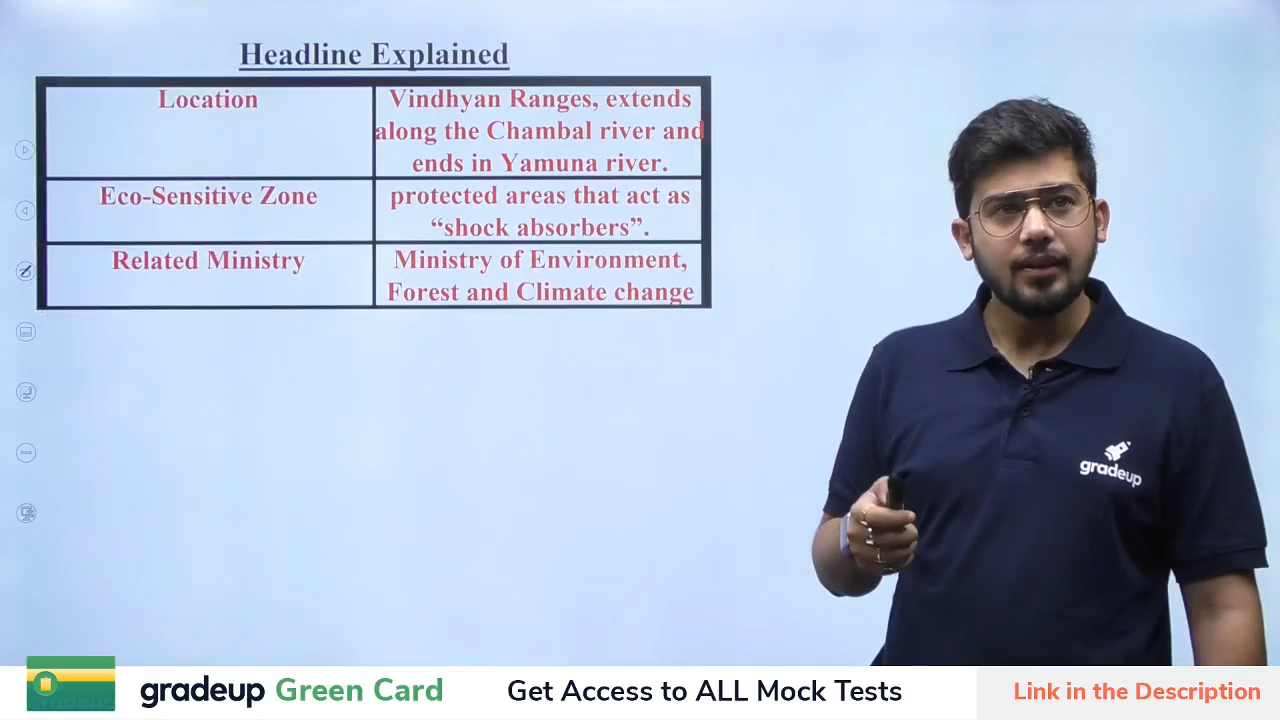 Headline Explained
Location
Vindhyan Ranges, extends
along the Chambal river and
ends in Yamuna river.
Eco-Sensitive Zone
protected areas that act as
“shock absorbers”.
Related Ministry
Ministry of Environment,
Forest and Climate change
gradeup
gradeup Green Card
Get Access to ALL Mock Tests
Link in the Description